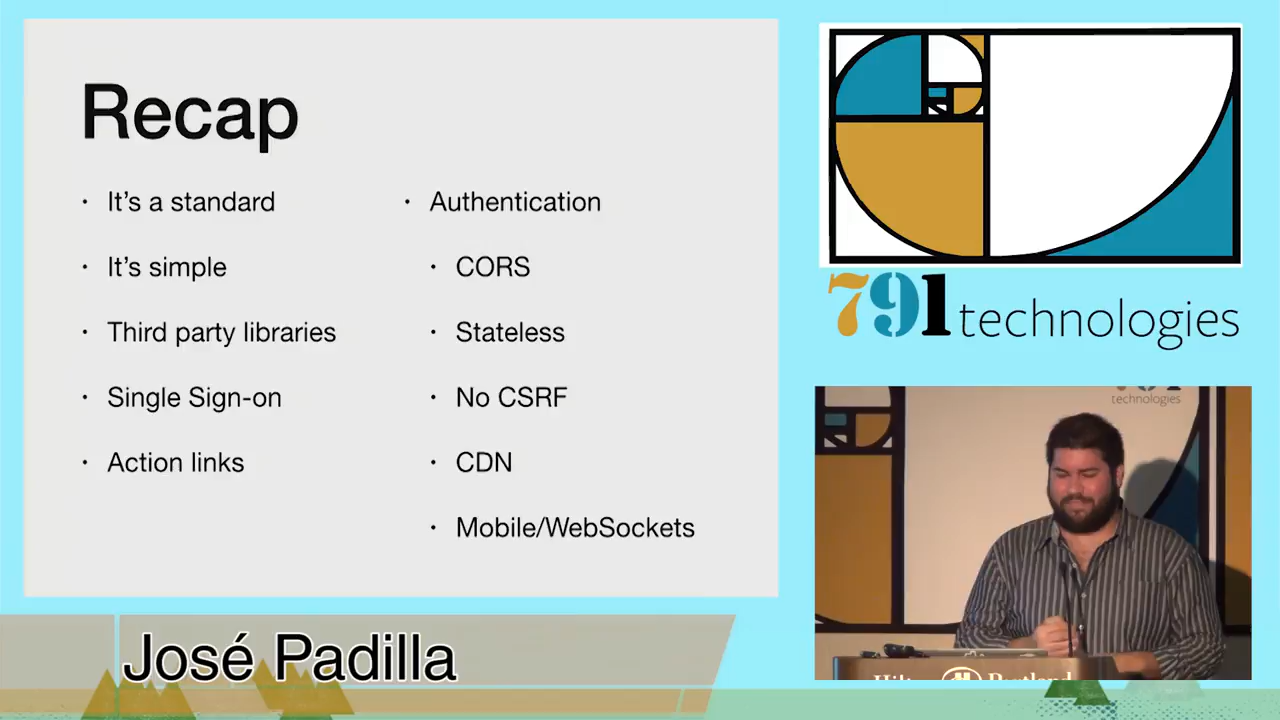 Recap
· It's a standard
· It's simple
· Third party libraries
· Single Sign-on
· Action links
· Authentication
· CORS
· Stateless
· No CSRF
· CDN
· Mobile/WebSockets
791 technologies
technologies
José Padilla